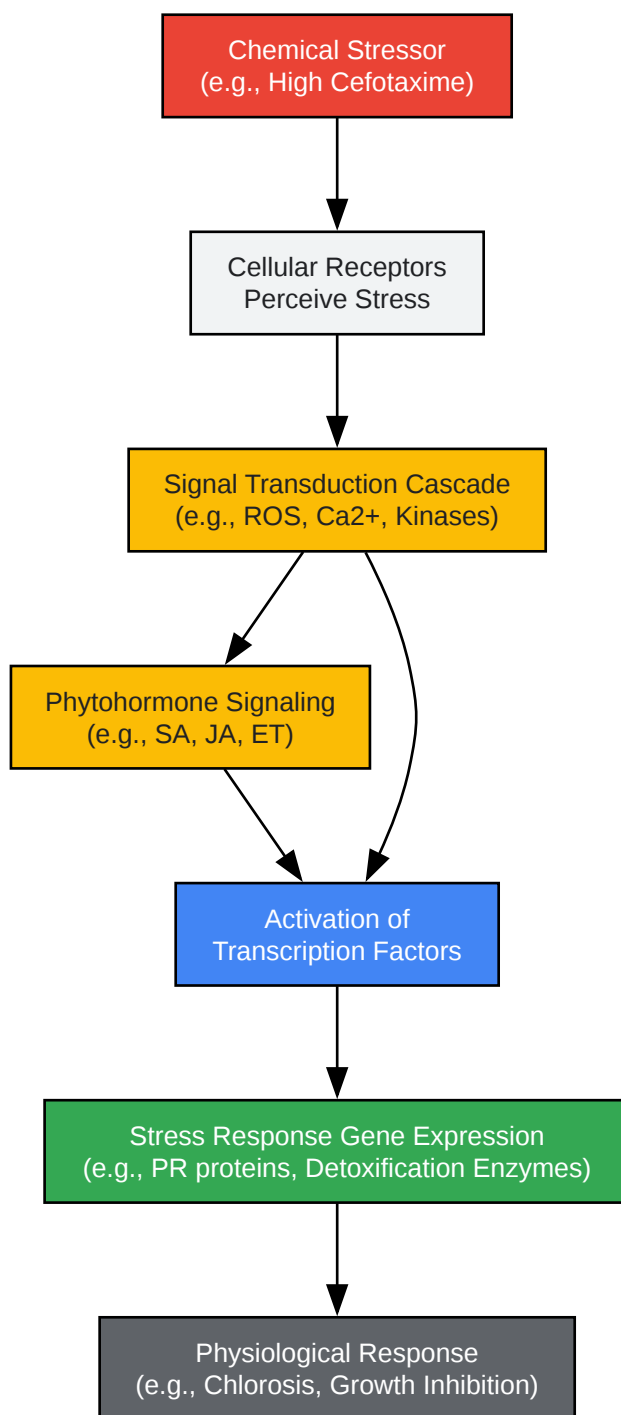 Chemical Stressor
(e.g., High Cefotaxime)
Cellular Receptors
Perceive Stress
Signal Transduction Cascade
(e.g., ROS, Ca2+, Kinases)
Phytohormone Signaling
(e.g., SA, JA, ET)
Activation of
Transcription Factors
Stress Response Gene Expression
(e.g., PR proteins, Detoxification Enzymes)
Physiological Response
(e.g., Chlorosis, Growth Inhibition)